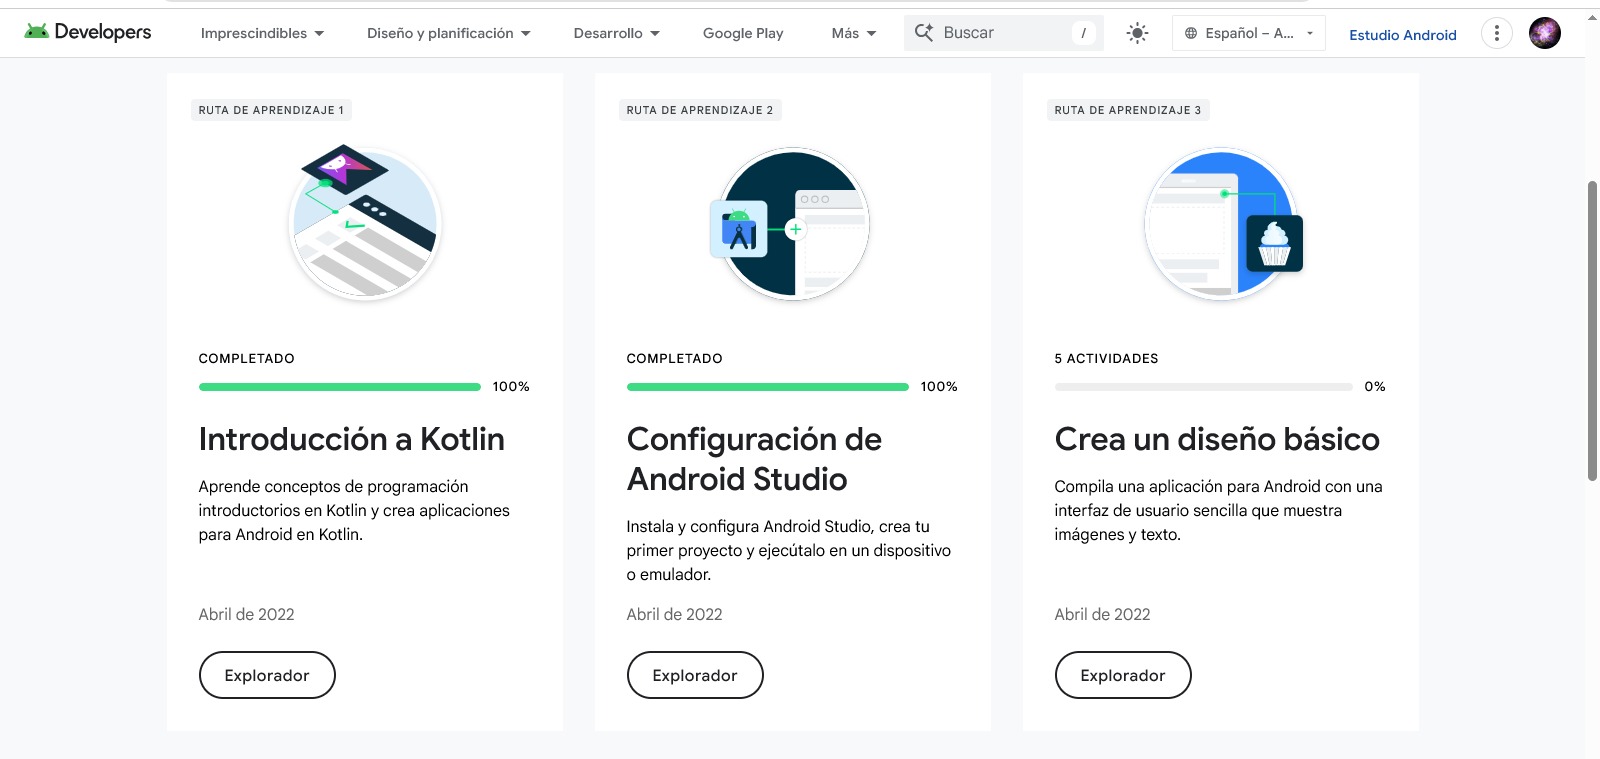 Developers
Imprescindibles
Diseño y planificación
Desarrollo
Google Play
Más
Buscar
/
Español – A...
Estudio Android
RUTA DE APRENDIZAJE 1
COMPLETADO
100%
Introducción a Kotlin
Aprende conceptos de programación
introductorios en Kotlin y crea aplicaciones
para Android en Kotlin.
Abril de 2022
Explorador
RUTA DE APRENDIZAJE 2
COMPLETADO
100%
Configuración de
Android Studio
Instala y configura Android Studio, crea tu
primer proyecto y ejecútalo en un dispositivo
o emulador.
Abril de 2022
Explorador
RUTA DE APRENDIZAJE 3
5 ACTIVIDADES
0%
Crea un diseño básico
Compila una aplicación para Android con una
interfaz de usuario sencilla que muestra
imágenes y texto.
Abril de 2022
Explorador